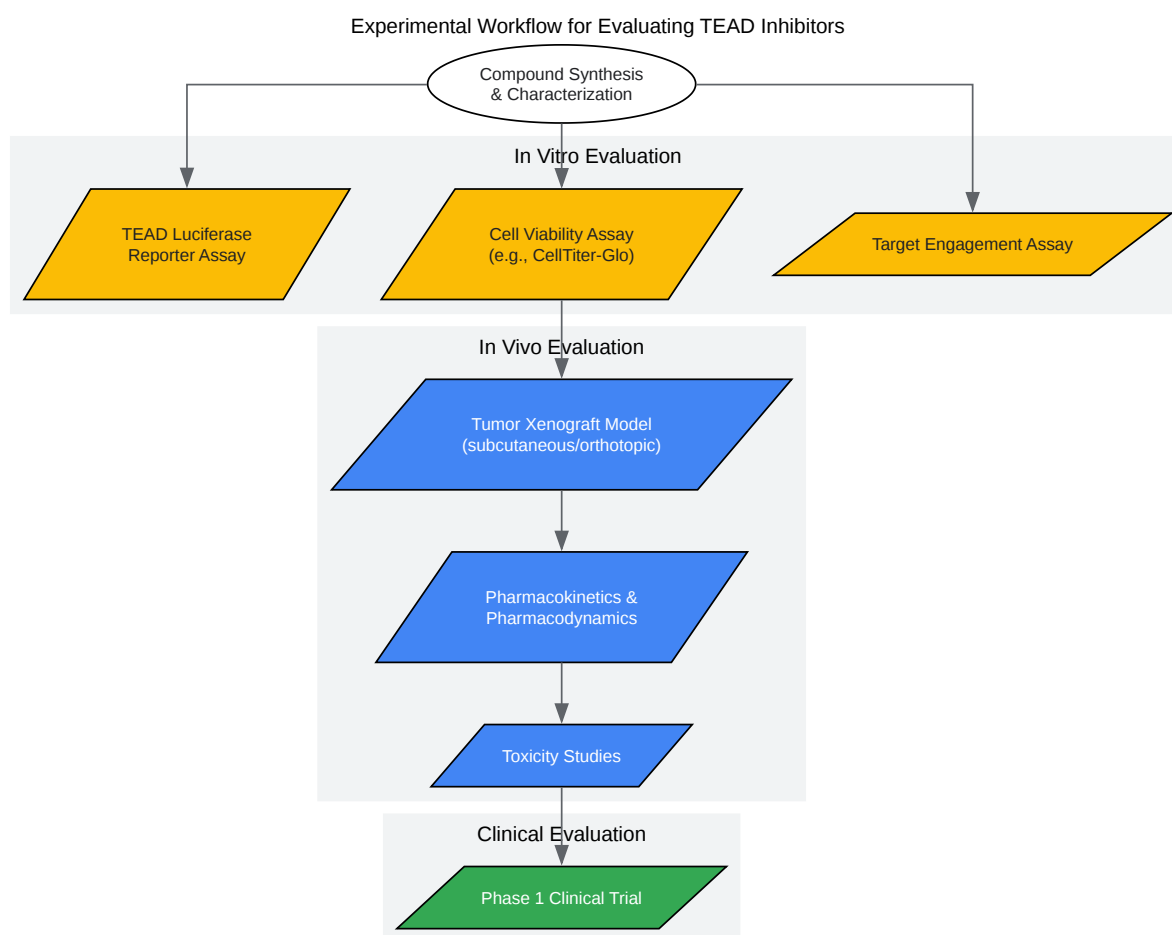 Experimental Workflow for Evaluating TEAD Inhibitors
Compound Synthesis
& Characterization
In Vitro Evaluation
TEAD Luciferase
Reporter Assay
Cell Viability Assay
(e.g., CellTiter-Glo)
Target Engagement Assay
In Vivo Evaluation
Tumor Xenograft Model
(subcutaneous/orthotopic)
Pharmacokinetics &
Pharmacodynamics
Toxicity Studies
Clinical Evaluation
Phase 1 Clinical Trial